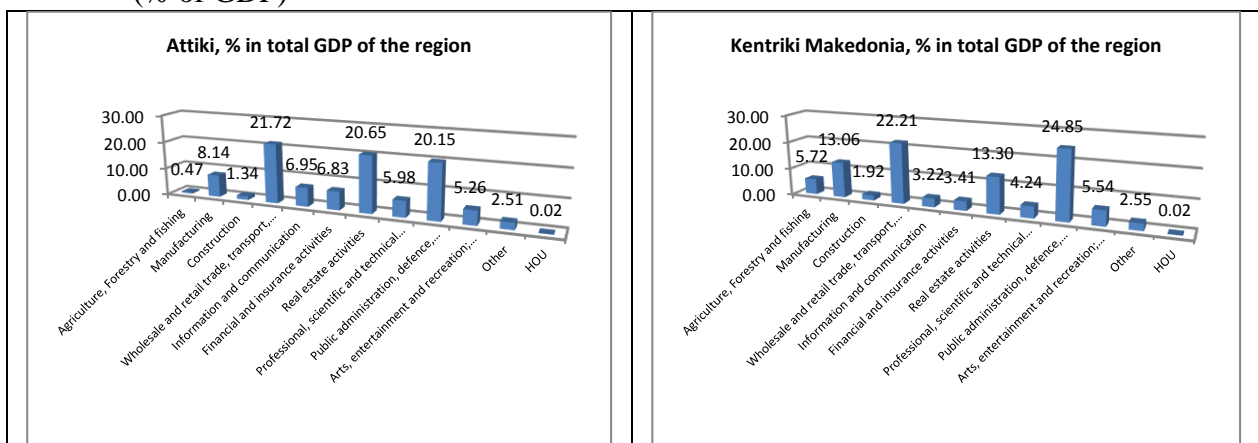 (% of GDP)
Attiki, % in total GDP of the region
30.00
20.00
10.00
0.00
0.47
8.14
1.34
21.72
6.95
6.83
20.65
5.98
20.15
5.26
2.51
0.02
Agriculture, Forestry and fishing
Manufacturing
Construction
Wholesale and retail trade, transport,...
Information and communication
Financial and insurance activities
Real estate activities
Professional, scientific and technical...
Public administration, defence,...
Arts, entertainment and recreation;...
Other
HOU
Kentriki Makedonia, % in total GDP of the region
30.00
20.00
10.00
0.00
5.72
13.06
1.92
22.21
3.22
3.41
13.30
4.24
24.85
5.54
2.55
0.02
Agriculture, Forestry and fishing
Manufacturing
Construction
Wholesale and retail trade, transport,...
Information and communication
Financial and insurance activities
Real estate activities
Professional, scientific and technical...
Public administration, defence,...
Arts, entertainment and recreation;...
Other
HOU